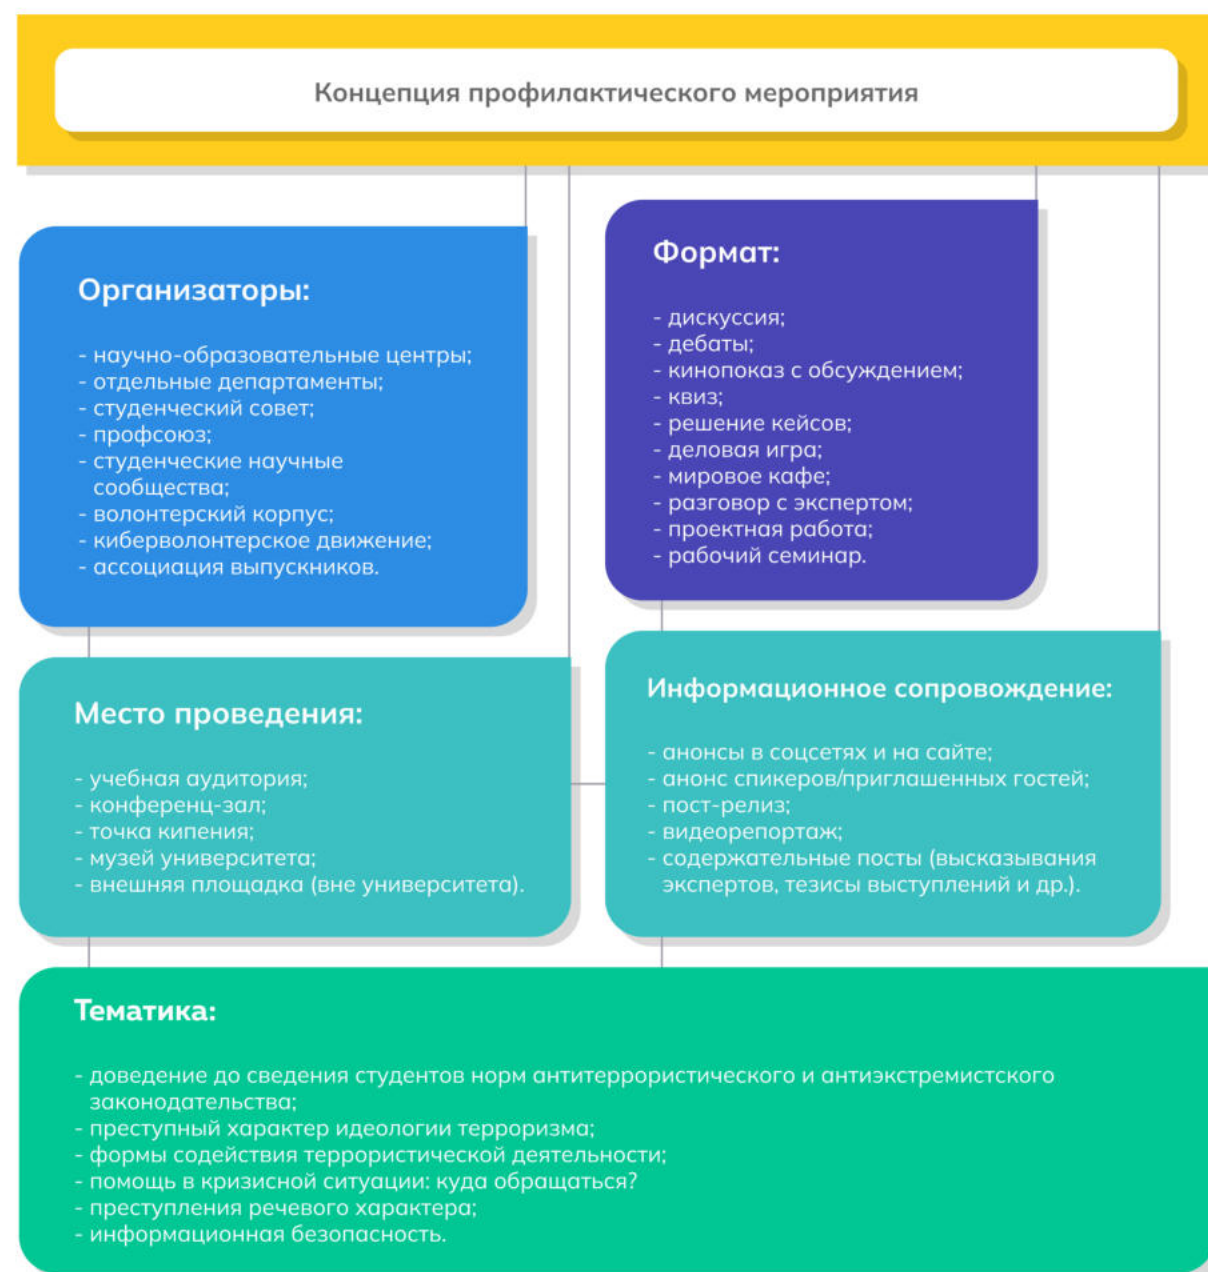 Концепция профилактического мероприятия
Организаторы:
- научно-образовательные центры;
- отдельные департаменты;
- студенческий совет;
- профсоюз;
- студенческие научные
сообщества;
- волонтерский корпус;
- киберволонтерское движение;
- ассоциация выпускников.
Формат:
- дискуссия;
- дебаты;
- кинопоказ с обсуждением;
- квиз;
- решение кейсов;
- деловая игра;
- мировое кафе;
- разговор с экспертом;
- проектная работа;
- рабочий семинар.
Место проведения:
- учебная аудитория;
- конференц-зал;
- точка кипения;
- музей университета;
- внешняя площадка (вне университета).
Информационное сопровождение:
- анонсы в соцсетях и на сайте;
- анонс спикеров/приглашенных гостей;
- пост-релиз;
- видеорепортаж;
- содержательные посты (высказывания
экспертов, тезисы выступлений и др.).
Тематика:
- доведение до сведения студентов норм антитеррористического и антиэкстремистского
законодательства;
- преступный характер идеологии терроризма;
- формы содействия террористической деятельности;
- помощь в кризисной ситуации: куда обращаться?
- преступления речевого характера;
- информационная безопасность.